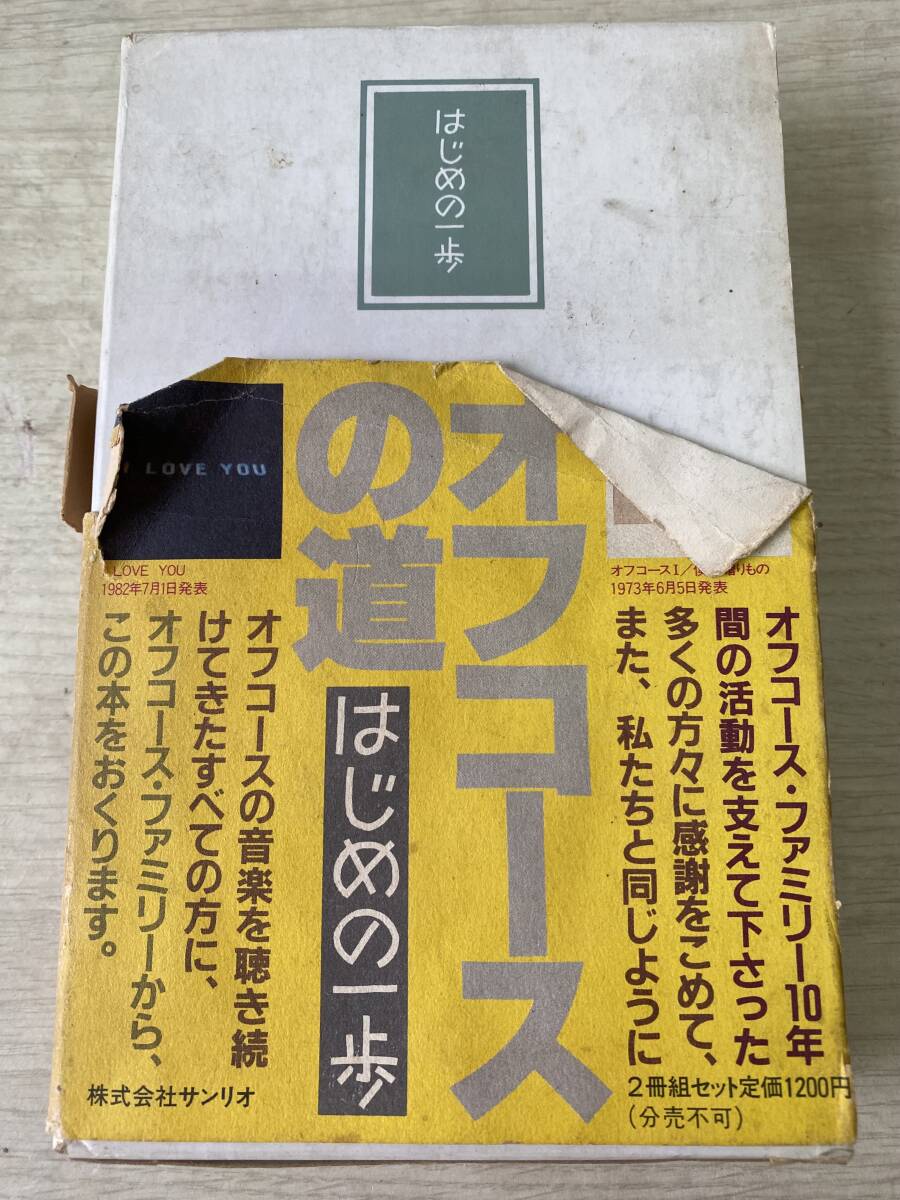 はじめの一歩
オフコース
の道
はじめの一歩
LOVE YOU
LOVE YOU
1982年7月1日発表
オフコースⅠ／
りもの
1973年6月5日発表
オフコース・ファミリー10年
間の活動を支えて下さった
多くの方々に感謝をこめて、
また、私たちと同じように
オフコースの音楽を聴き続
けてきたすべての方に、
オフコース・ファミリーから、
この本をおくります。
株式会社サンリオ
2冊組セット定価1200円
(分売不可)